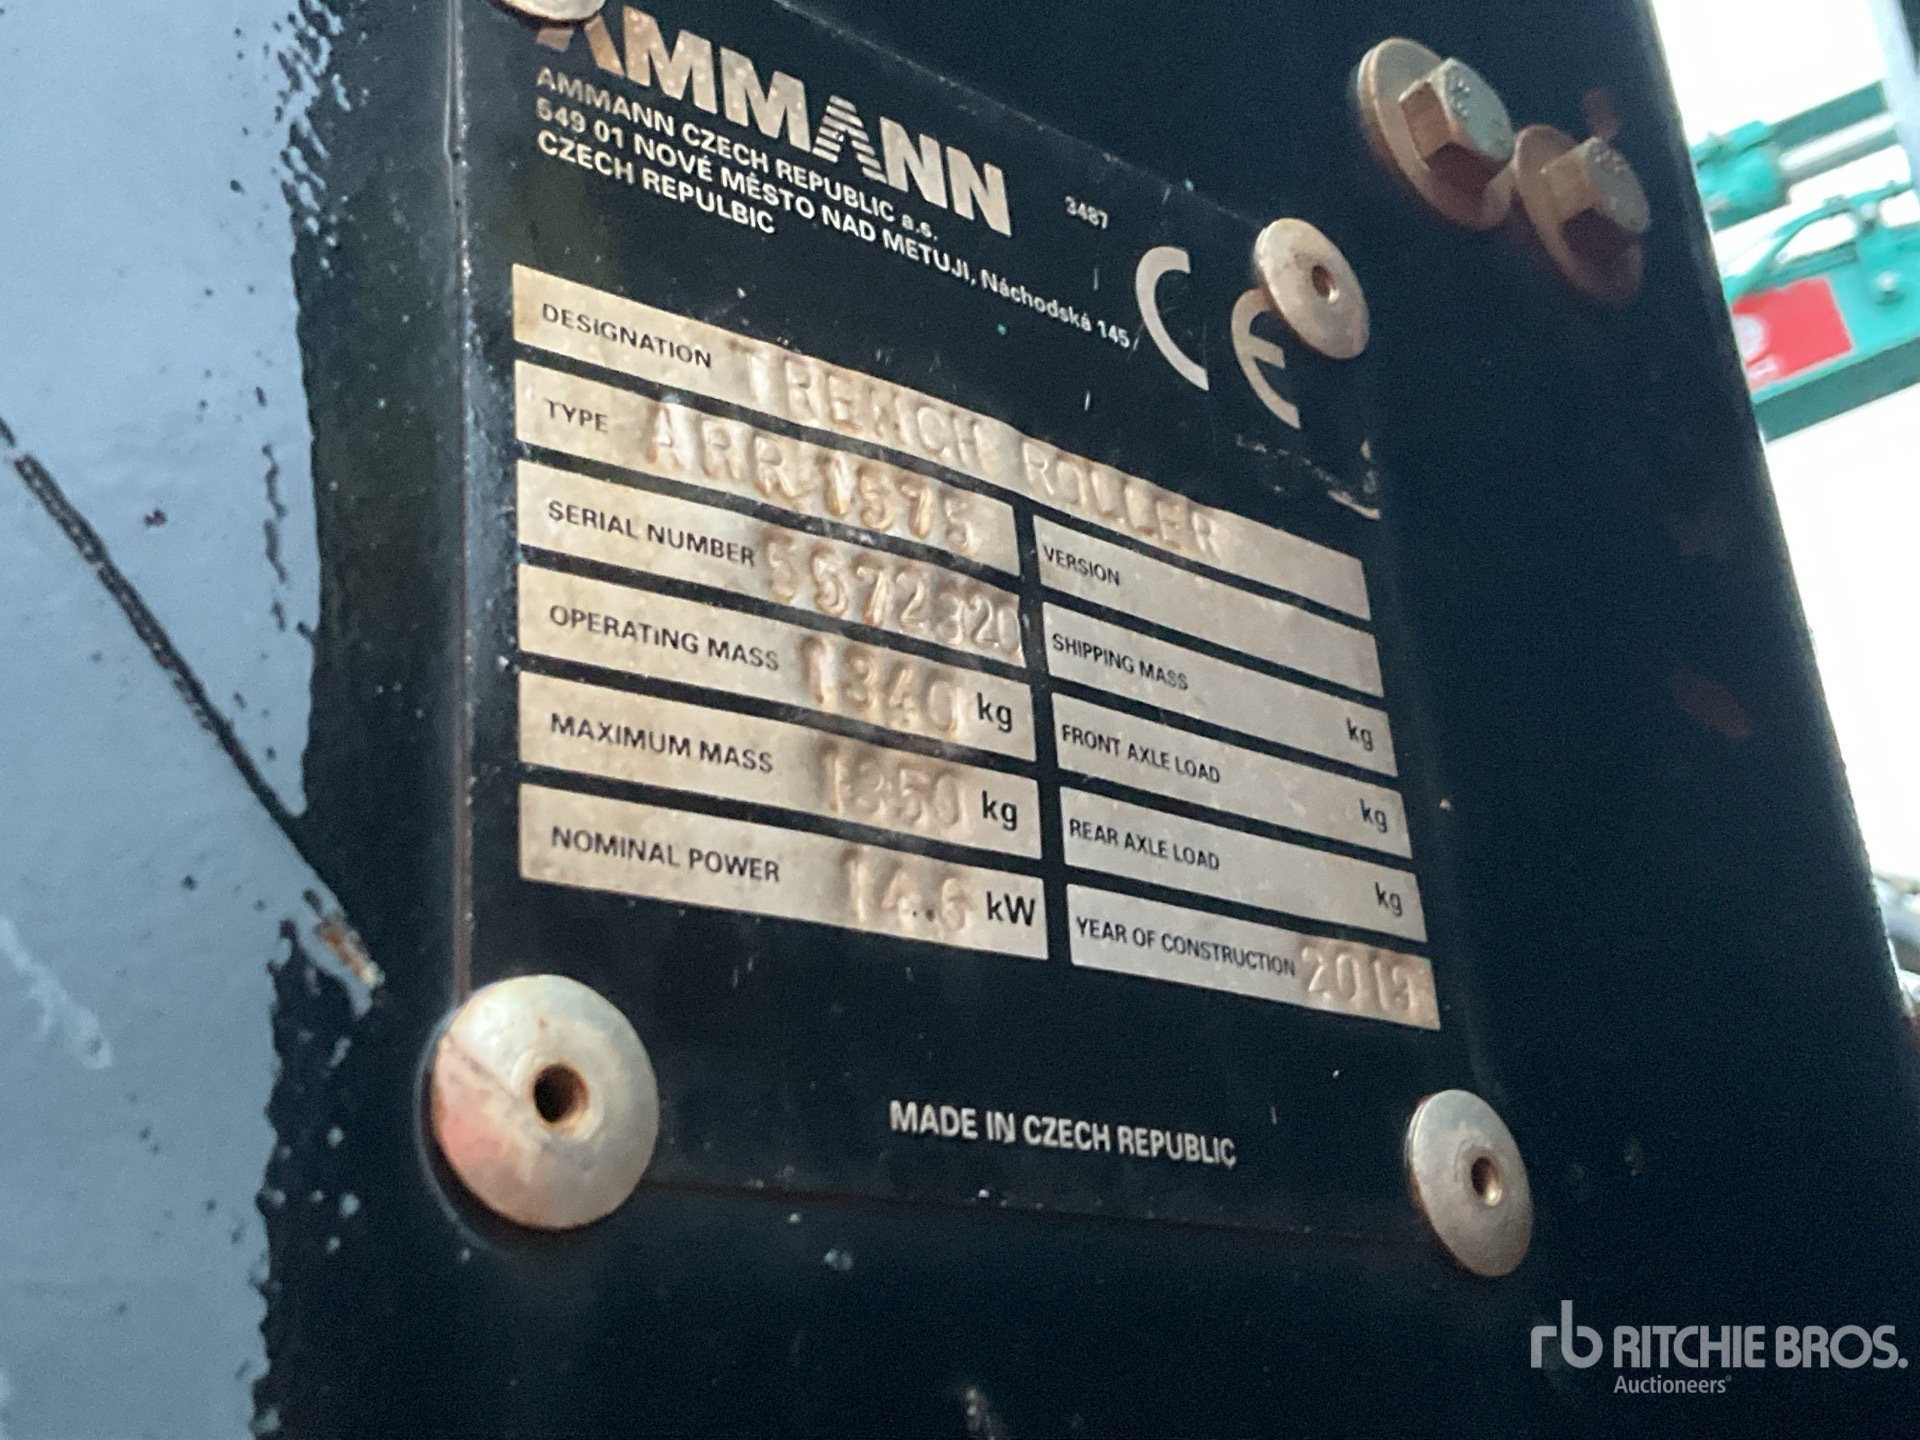 AMMANN
AMMANN CZECH REPUBLIC a.s.
549 01 NOVÉ MĚSTO NAD METUJI, Náchodská 145
CZECH REPULBIC
3487
CE
DESIGNATION TRENCH ROLLER
TYPE ARR1575
VERSION
SERIAL NUMBER
SHIPPING MASS kg
OPERATING MASS 1340 kg
FRONT AXLE LOAD kg
MAXIMUM MASS 1350 kg
REAR AXLE LOAD kg
NOMINAL POWER 14.6 kW
YEAR OF CONSTRUCTION 2019
MADE IN CZECH REPUBLIC
rb RITCHIE BROS.
Auctioneers